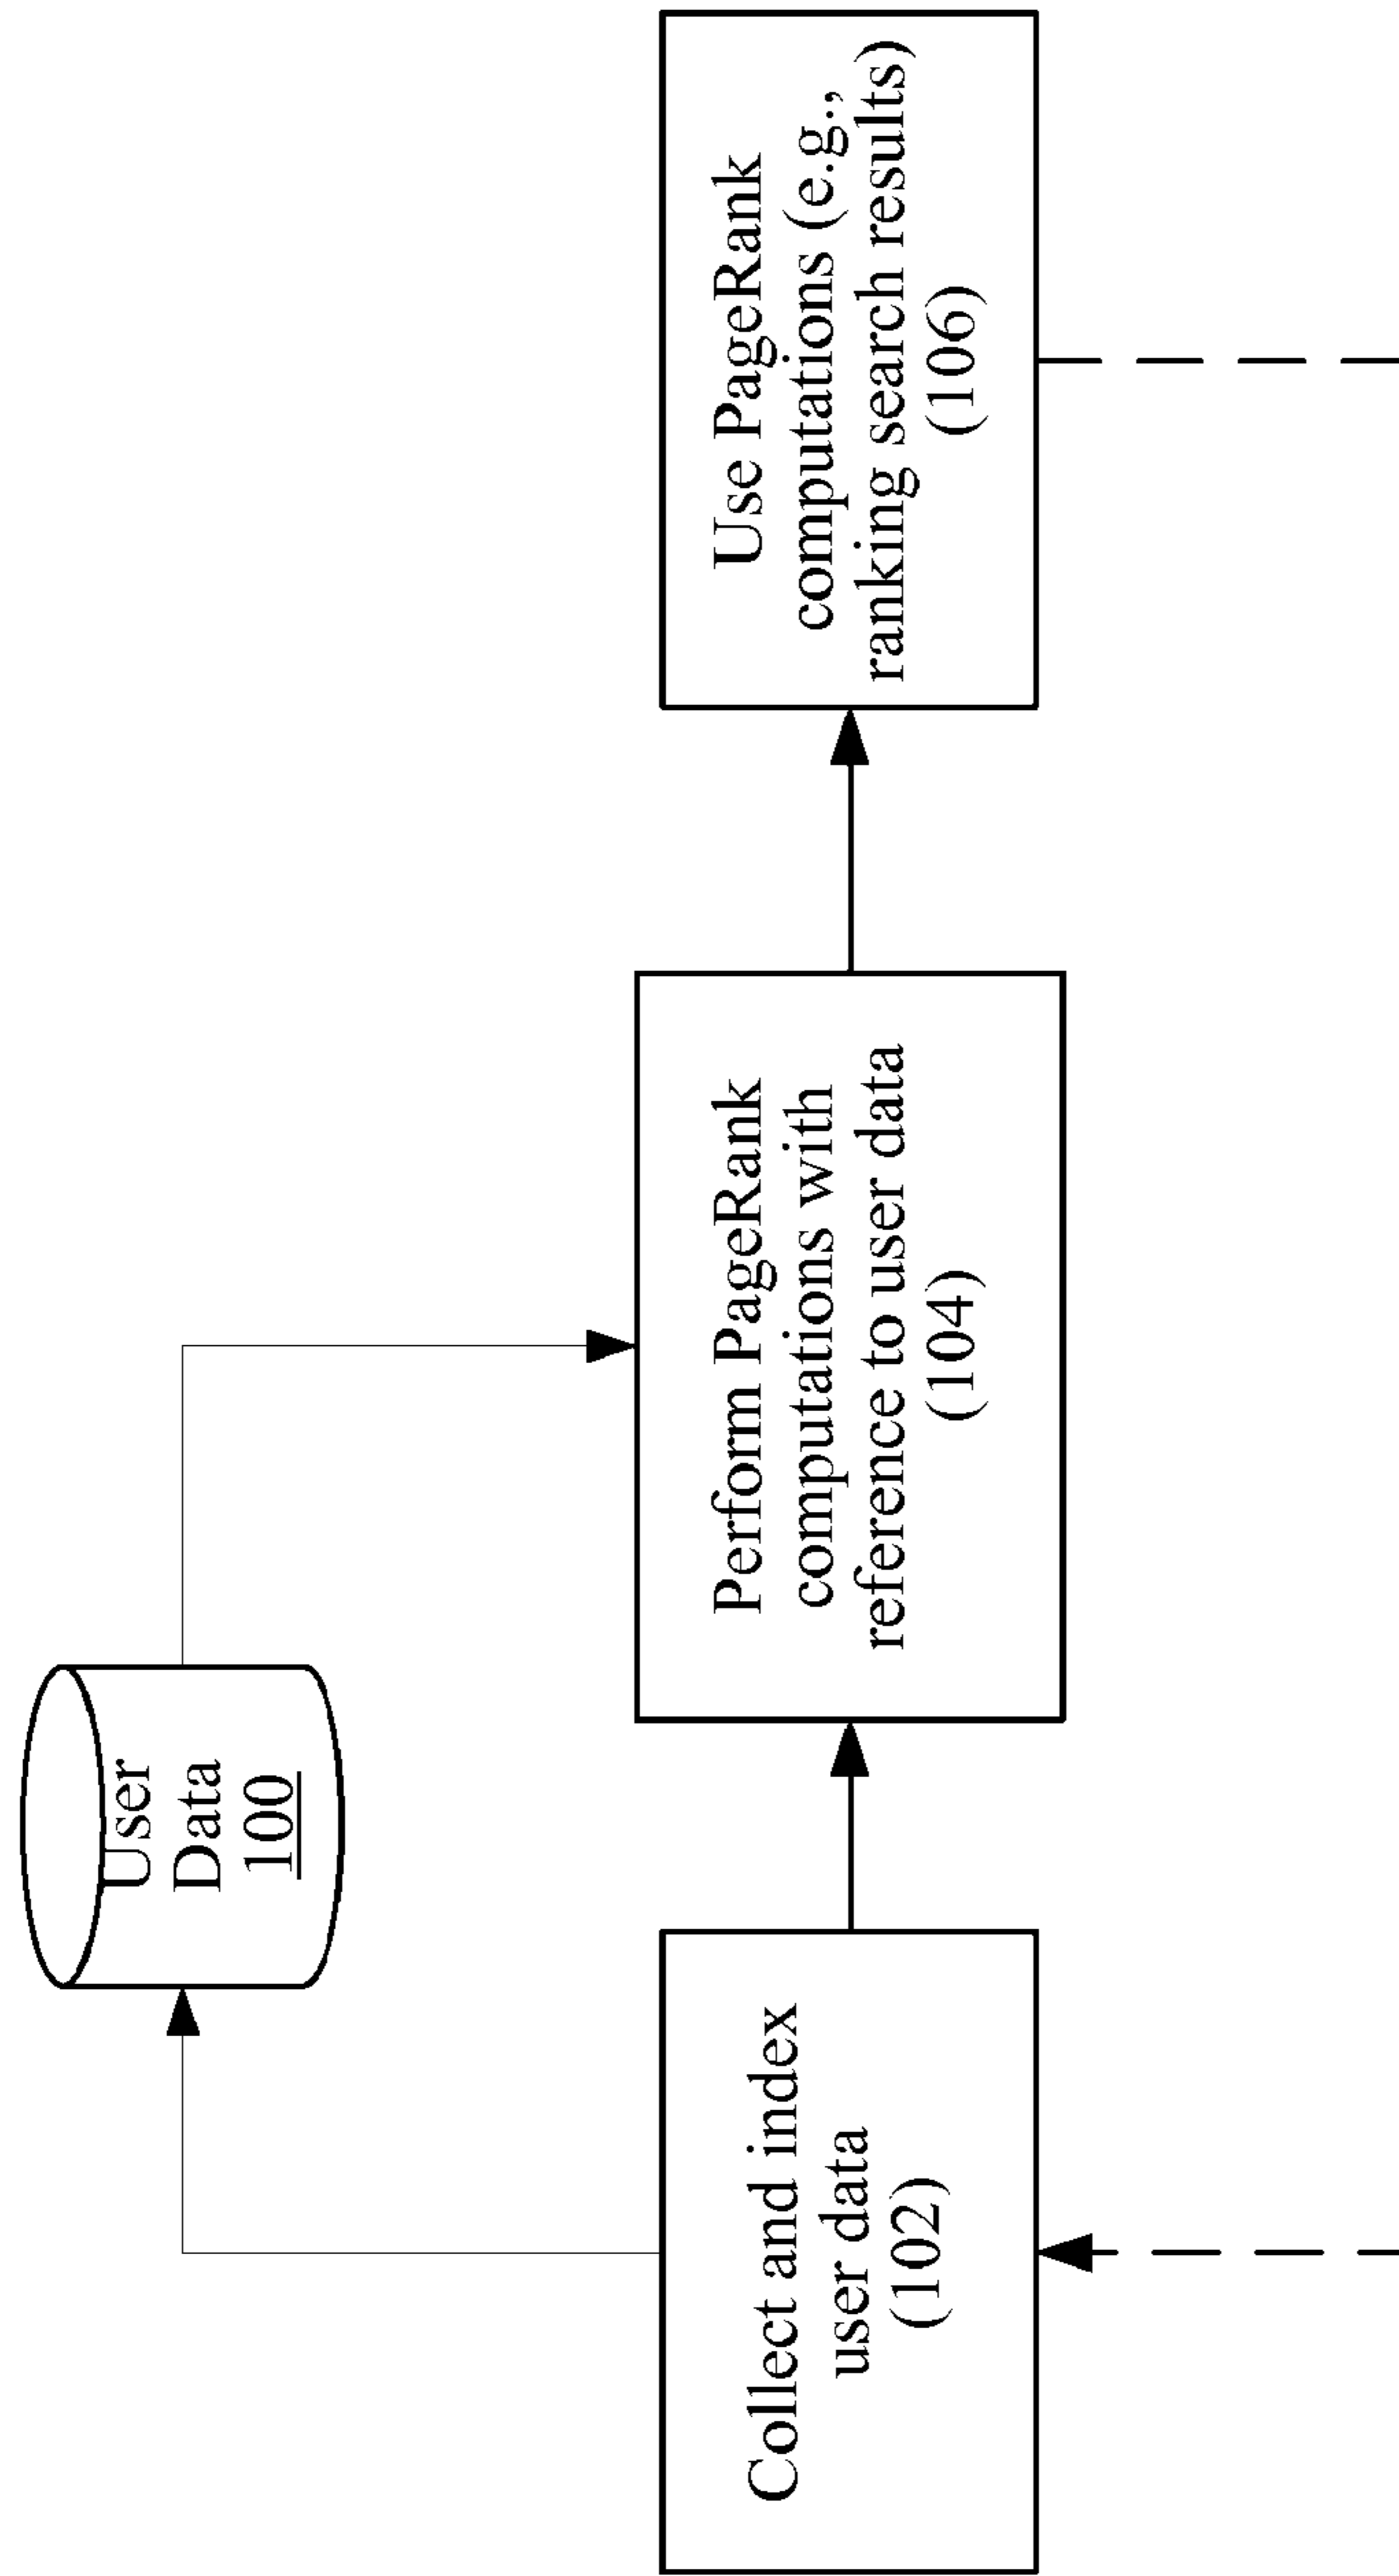 User
Data
100
Collect and index
user data
(102)
Perform PageRank
computations with
reference to user data
(104)
Use PageRank
computations (e.g.,
ranking search results)
(106)